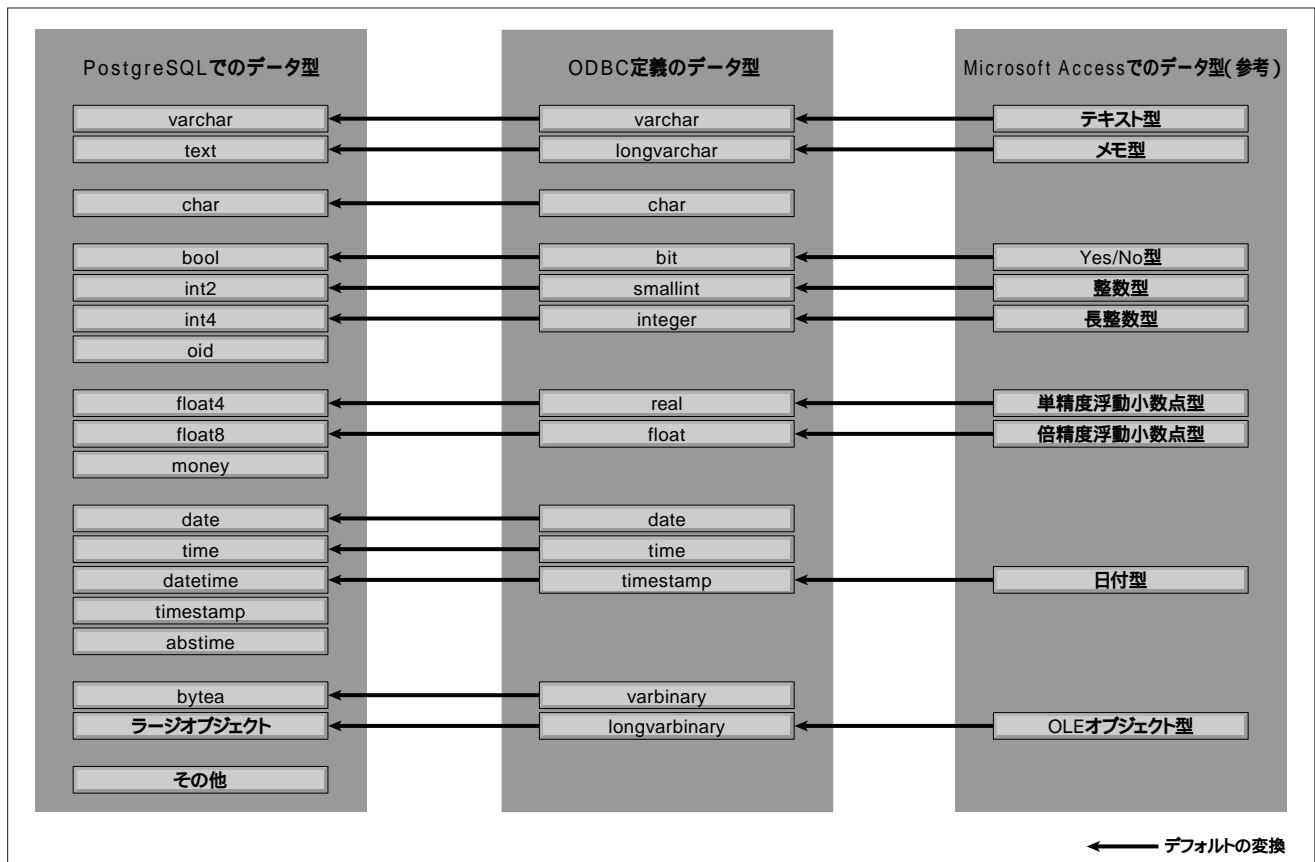 PostgreSQLでのデータ型
ODBC定義のデータ型
Microsoft Accessでのデータ型(参考)
varchar
varchar
テキスト型
text
longvarchar
メモ型
char
char
bool
bit
Yes/No型
int2
smallint
整数型
int4
integer
長整数型
oid
float4
real
単精度浮動小数点型
float8
float
倍精度浮動小数点型
money
date
date
time
time
datetime
timestamp
日付型
timestamp
abstime
bytea
varbinary
ラージオブジェクト
longvarbinary
OLEオブジェクト型
その他
デフォルトの変換